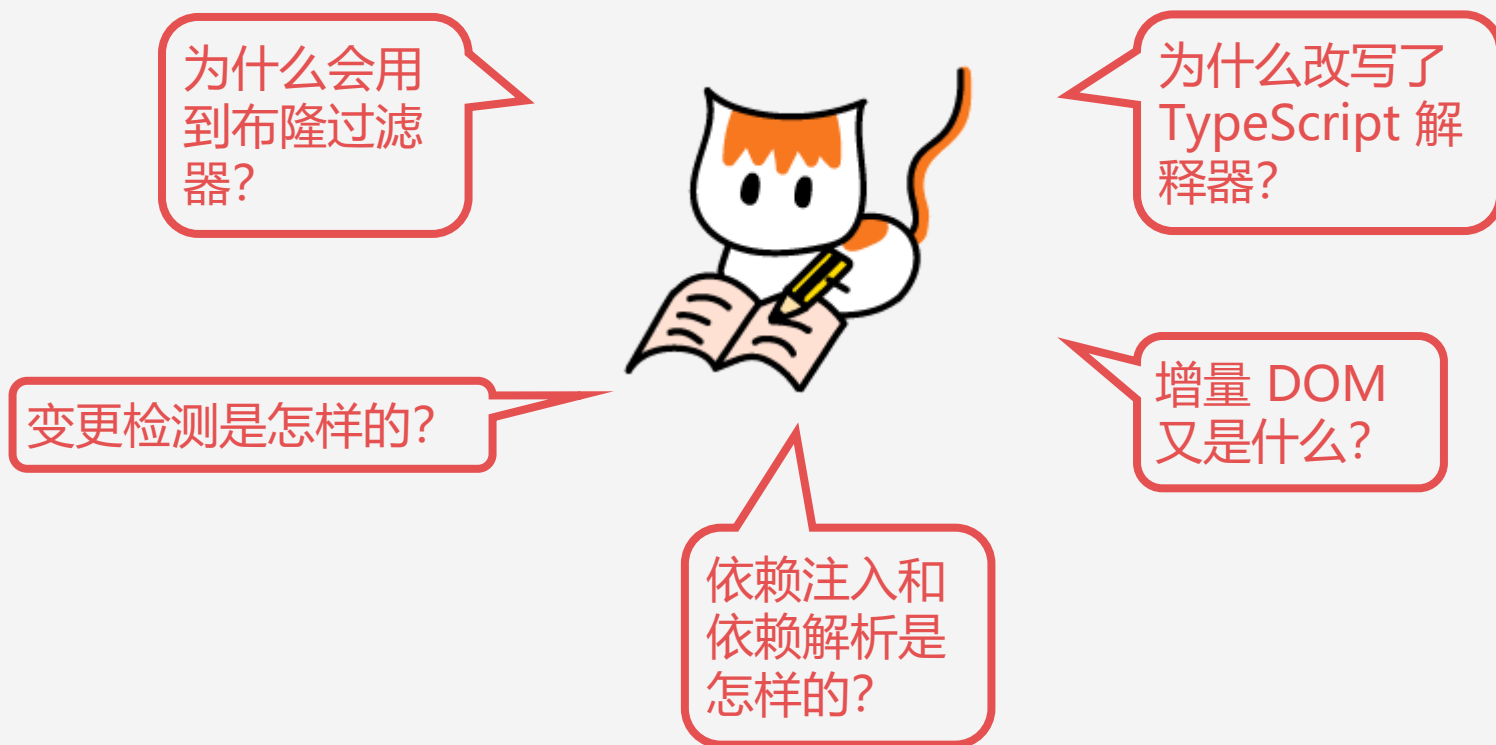 为什么会用
到布隆过滤
器?
为什么改写了
TypeScript 解
释器?
变更检测是怎样的?
增量 DOM
又是什么?
依赖注入和
依赖解析是
怎样的?